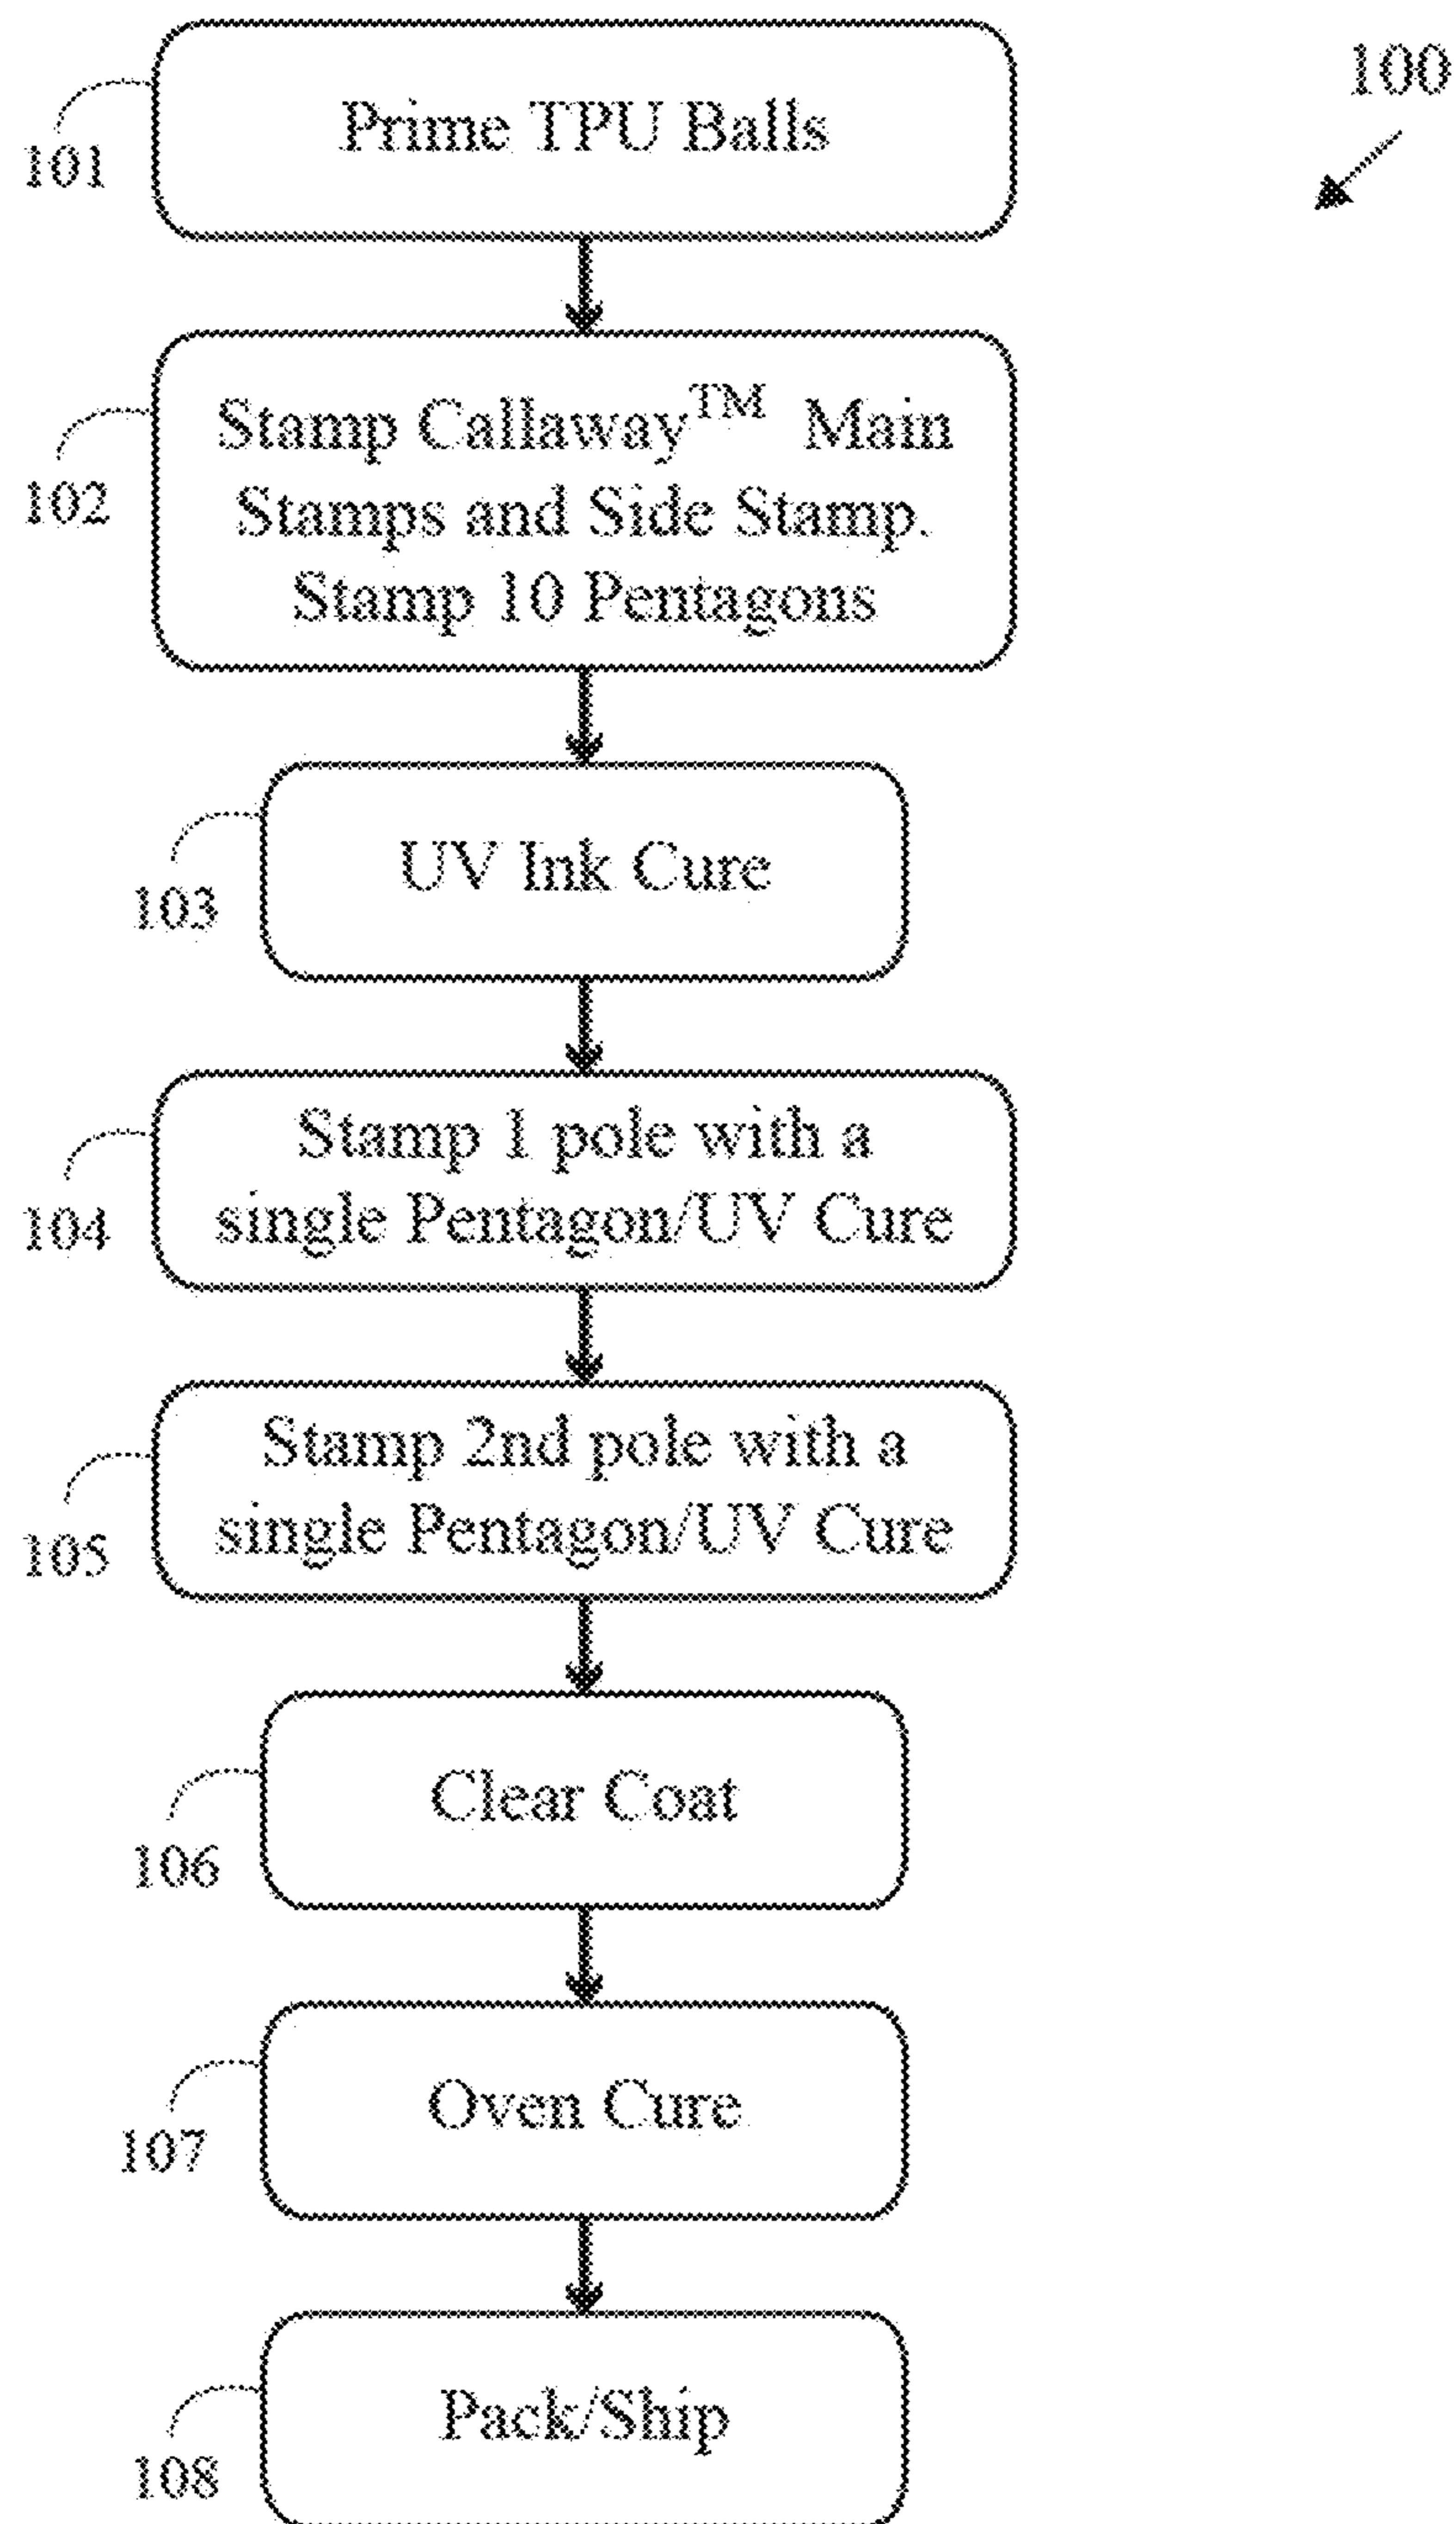 100
101
Prime TPU Balls
102
Stamp Callaway™ Main
Stamps and Side Stamp.
Stamp 10 Pentagons
103
UV Ink Cure
104
Stamp 1 pole with a
single Pentagon/UV Cure
105
Stamp 2nd pole with a
single Pentagon/UV Cure
106
Clear Coat
107
Oven Cure
108
Pack/Ship